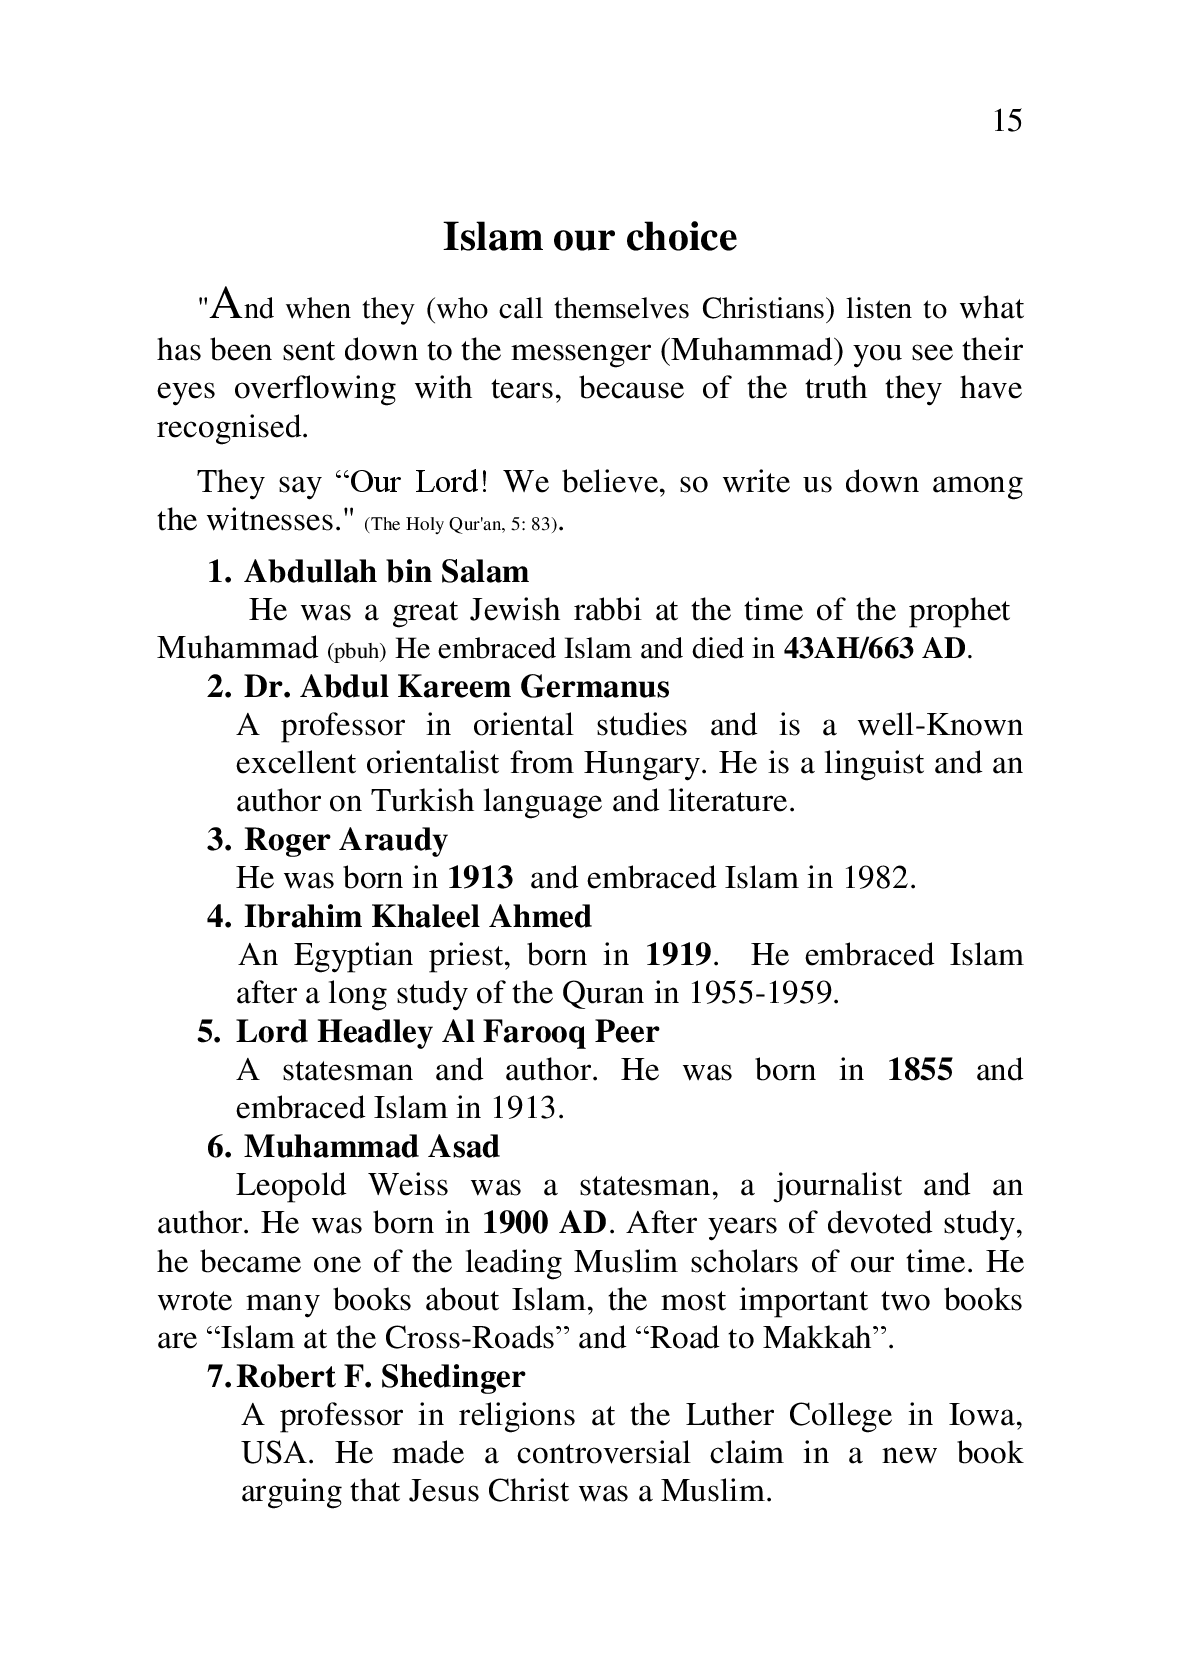 15
Islam our choice
"And when they (who call themselves Christians) listen to what
has been sent down to the messenger (Muhammad) you see their
eyes overflowing with tears, because of the truth they have
recognised.
They say “Our Lord! We believe, so write us down among
the witnesses." (The Holy Qur'an, 5: 83).
1. Abdullah bin Salam
He was a great Jewish rabbi at the time of the prophet
Muhammad (pbuh) He embraced Islam and died in 43AH/663 AD.
2. Dr. Abdul Kareem Germanus
A professor in oriental studies and is a well-Known
excellent orientalist from Hungary. He is a linguist and an
author on Turkish language and literature.
3. Roger Araudy
He was born in 1913 and embraced Islam in 1982.
4. Ibrahim Khaleel Ahmed
An Egyptian priest, born in 1919. He embraced Islam
after a long study of the Quran in 1955-1959.
5. Lord Headley Al Farooq Peer
A statesman and author. He was born in 1855 and
embraced Islam in 1913.
6. Muhammad Asad
Leopold Weiss was a statesman, a journalist and an
author. He was born in 1900 AD. After years of devoted study,
he became one of the leading Muslim scholars of our time. He
wrote many books about Islam, the most important two books
are “Islam at the Cross-Roads” and “Road to Makkah”.
7. Robert F. Shedinger
A professor in religions at the Luther College in Iowa,
USA. He made a controversial claim in a new book
arguing that Jesus Christ was a Muslim.